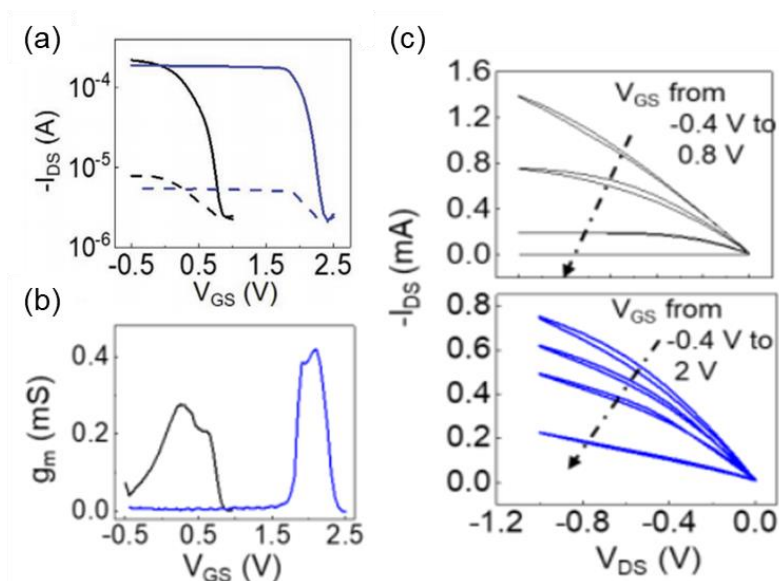 (a)
-I_DS (A)
10⁻⁴
10⁻⁵
10⁻⁶
-0.5 0.5 1.5 2.5
V_GS (V)
(b)
g_m (mS)
0.4
0.2
0.0
-0.5 0.5 1.5 2.5
V_GS (V)
(c)
-I_DS (mA)
1.6
1.2
0.8
0.4
0.0
V_GS from
-0.4 V to
0.8 V
0.8
0.6
0.4
0.2
0.0
V_GS from
-0.4 V to
2 V
-1.2 -0.8 -0.4 0.0
V_DS (V)